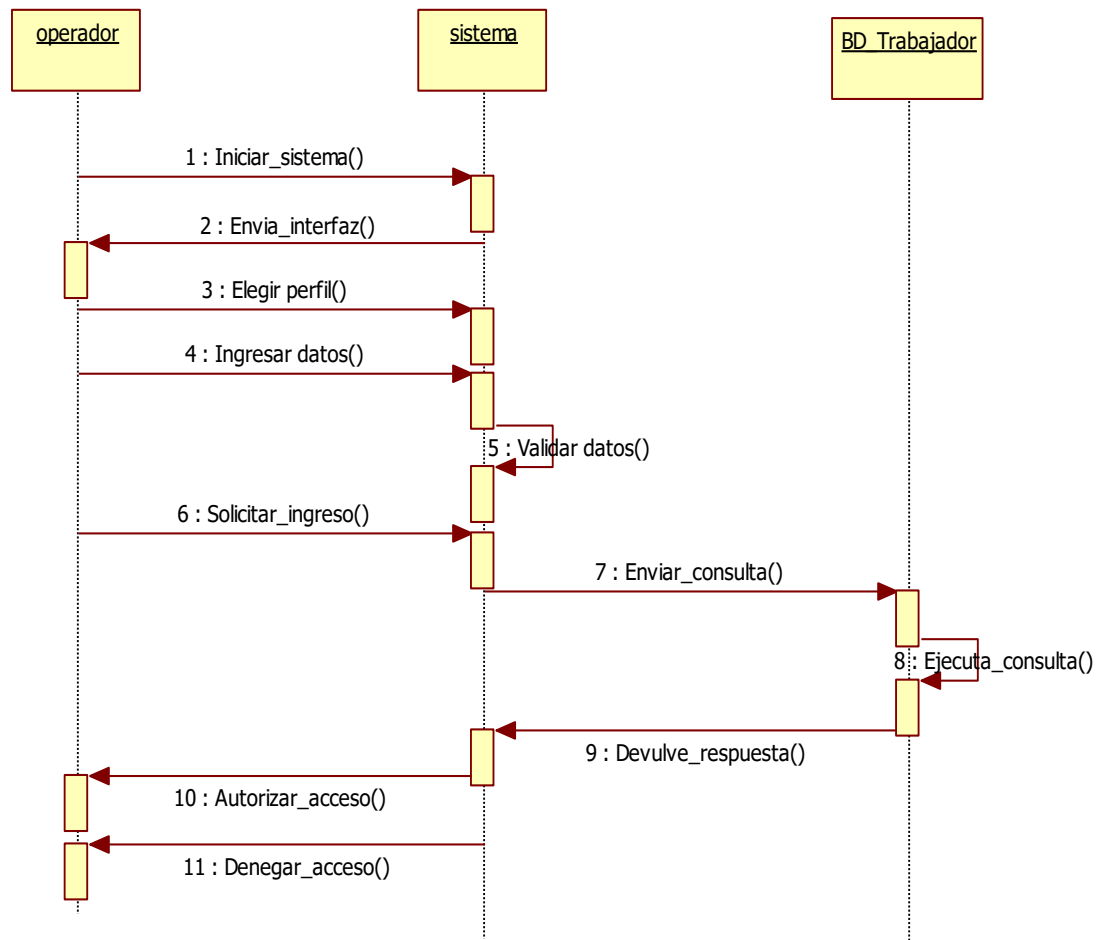 operador
sistema
BD_Trabajador
1 : Iniciar_sistema()
2 : Envia_interfaz()
3 : Elegir perfil()
4 : Ingresar datos()
5 : Validar datos()
6 : Solicitar_ingreso()
7 : Enviar_consulta()
8 : Ejecuta_consulta()
9 : Devulve_respuesta()
10 : Autorizar_acceso()
11 : Denegar_acceso()